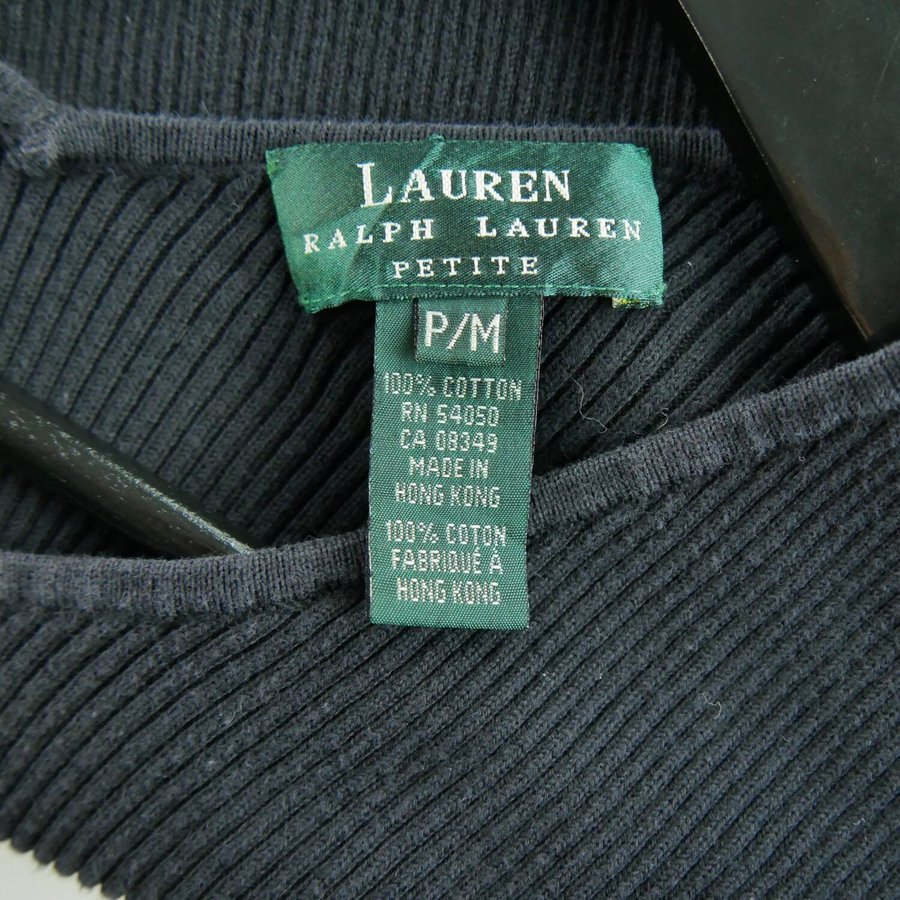 LAUREN
RALPH LAUREN
PETITE
P/M
100% COTTON
RN 54050
CA 08349
MADE IN
HONG KONG
100% COTON
FABRIQUÉ À
HONG KONG